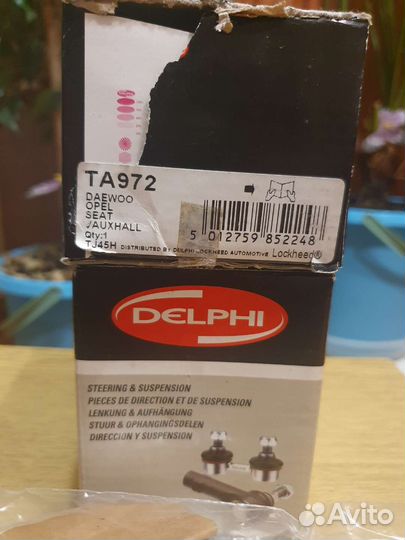 TA972
DAEWOO
OPEL
SEAT
VAUXHALL
Qty:1
TJ45H DISTRIBUTED BY DELPHI LOCKHEED AUTOMOTIVE Lockheed®
5 012759 852248
DELPHI
STEERING & SUSPENSION
PIECES DE DIRECTION ET DE SUSPENSION
LENKUNG & AUFHÄNGUNG
STUUR & OPHANGINGSDELEN
DIRECCION Y SUSPENSION
Avito